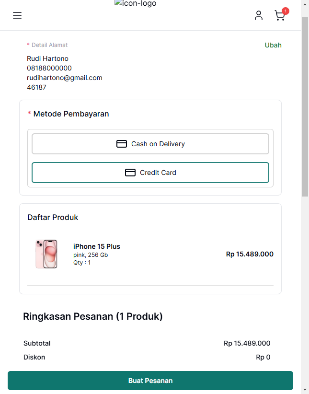 icon-logo
1
* Detail Alamat
Ubah
Rudi Hartono
08188000000
rudihartono@gmail.com
46187
* Metode Pembayaran
Cash on Delivery
Credit Card
Daftar Produk
iPhone 15 Plus
pink, 256 Gb
Qty : 1
Rp 15.489.000
Ringkasan Pesanan (1 Produk)
Subtotal Rp 15.489.000
Diskon Rp 0
Buat Pesanan